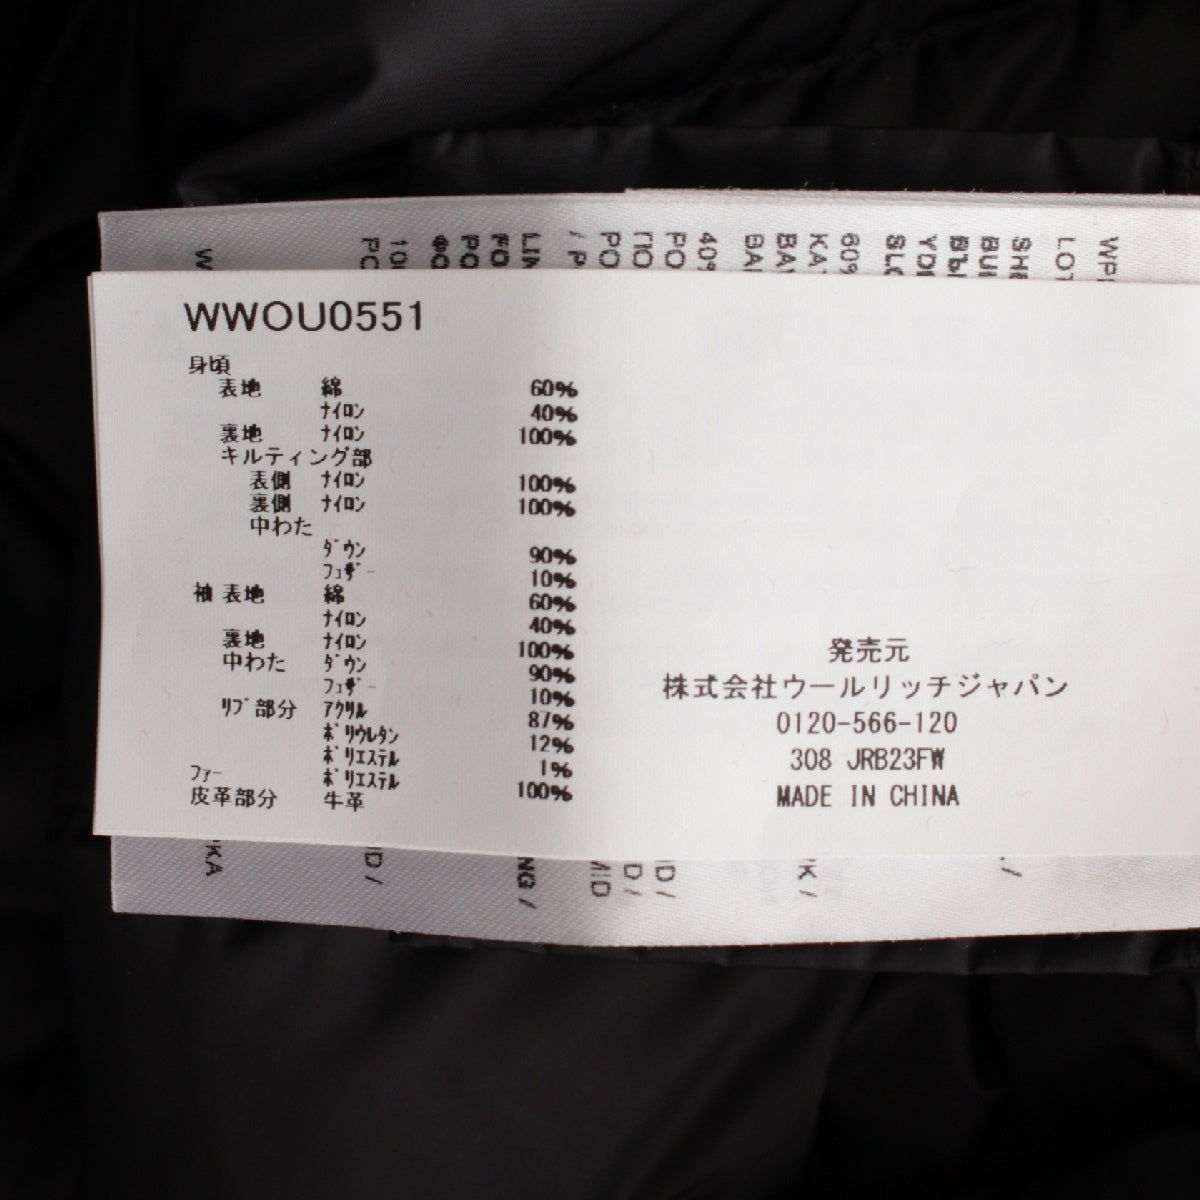 WWOU0551
身頃
表地 綿 60%
ﾅｲﾛﾝ 40%
裏地 ﾅｲﾛﾝ 100%
キルティング部
表側 ﾅｲﾛﾝ 100%
裏側 ﾅｲﾛﾝ 100%
中わた
ﾀﾞｳﾝ 90%
ﾌｪｻﾞｰ 10%
袖 表地 綿 60%
ﾅｲﾛﾝ 40%
裏地 ﾅｲﾛﾝ 100%
中わた ﾀﾞｳﾝ 90%
ﾌｪｻﾞｰ 10%
ﾘﾌﾞ部分 ｱｸﾘﾙ 87%
ﾎﾟﾘｳﾚﾀﾝ 12%
ﾎﾟﾘｴｽﾃﾙ 1%
ﾌｧｰ ﾎﾟﾘｴｽﾃﾙ 100%
皮革部分 牛革
発売元
株式会社ウールリッチジャパン
0120-566-120
308 JRB23FW
MADE IN CHINA